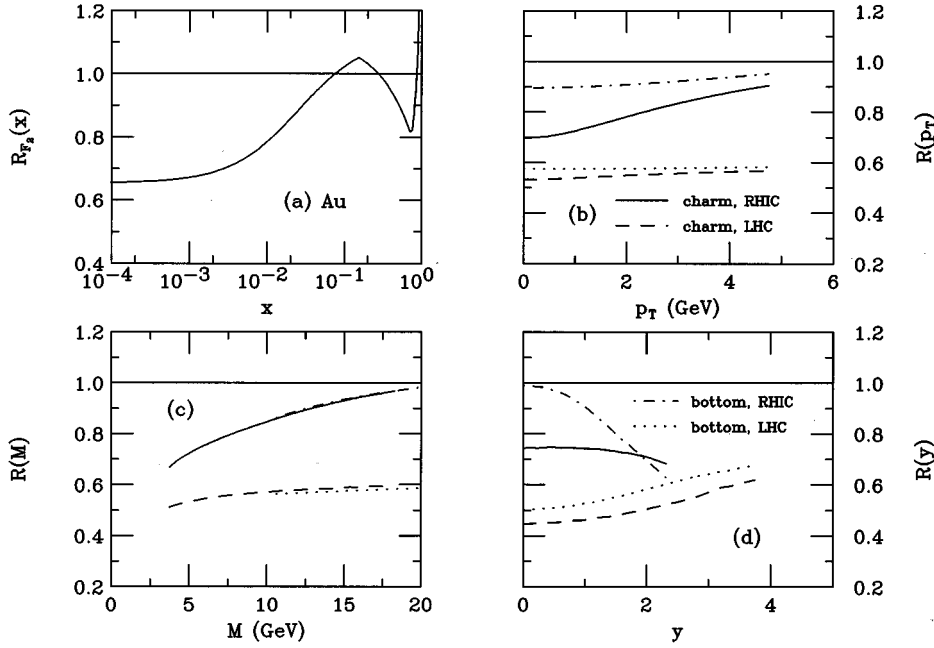 1.2
1.0
0.8
0.6
0.4
R_{F_2}(x)
(a) Au
10^{-4} 10^{-3} 10^{-2} 10^{-1} 10^0
x
1.2
1.0
0.8
0.6
0.4
0.2
R(p_T)
(b)
charm, RHIC
charm, LHC
0 2 4 6
p_T (GeV)
1.2
1.0
0.8
0.6
0.4
0.2
R(M)
(c)
0 5 10 15 20
M (GeV)
1.2
1.0
0.8
0.6
0.4
0.2
R(y)
bottom, RHIC
bottom, LHC
(d)
0 2 4
y